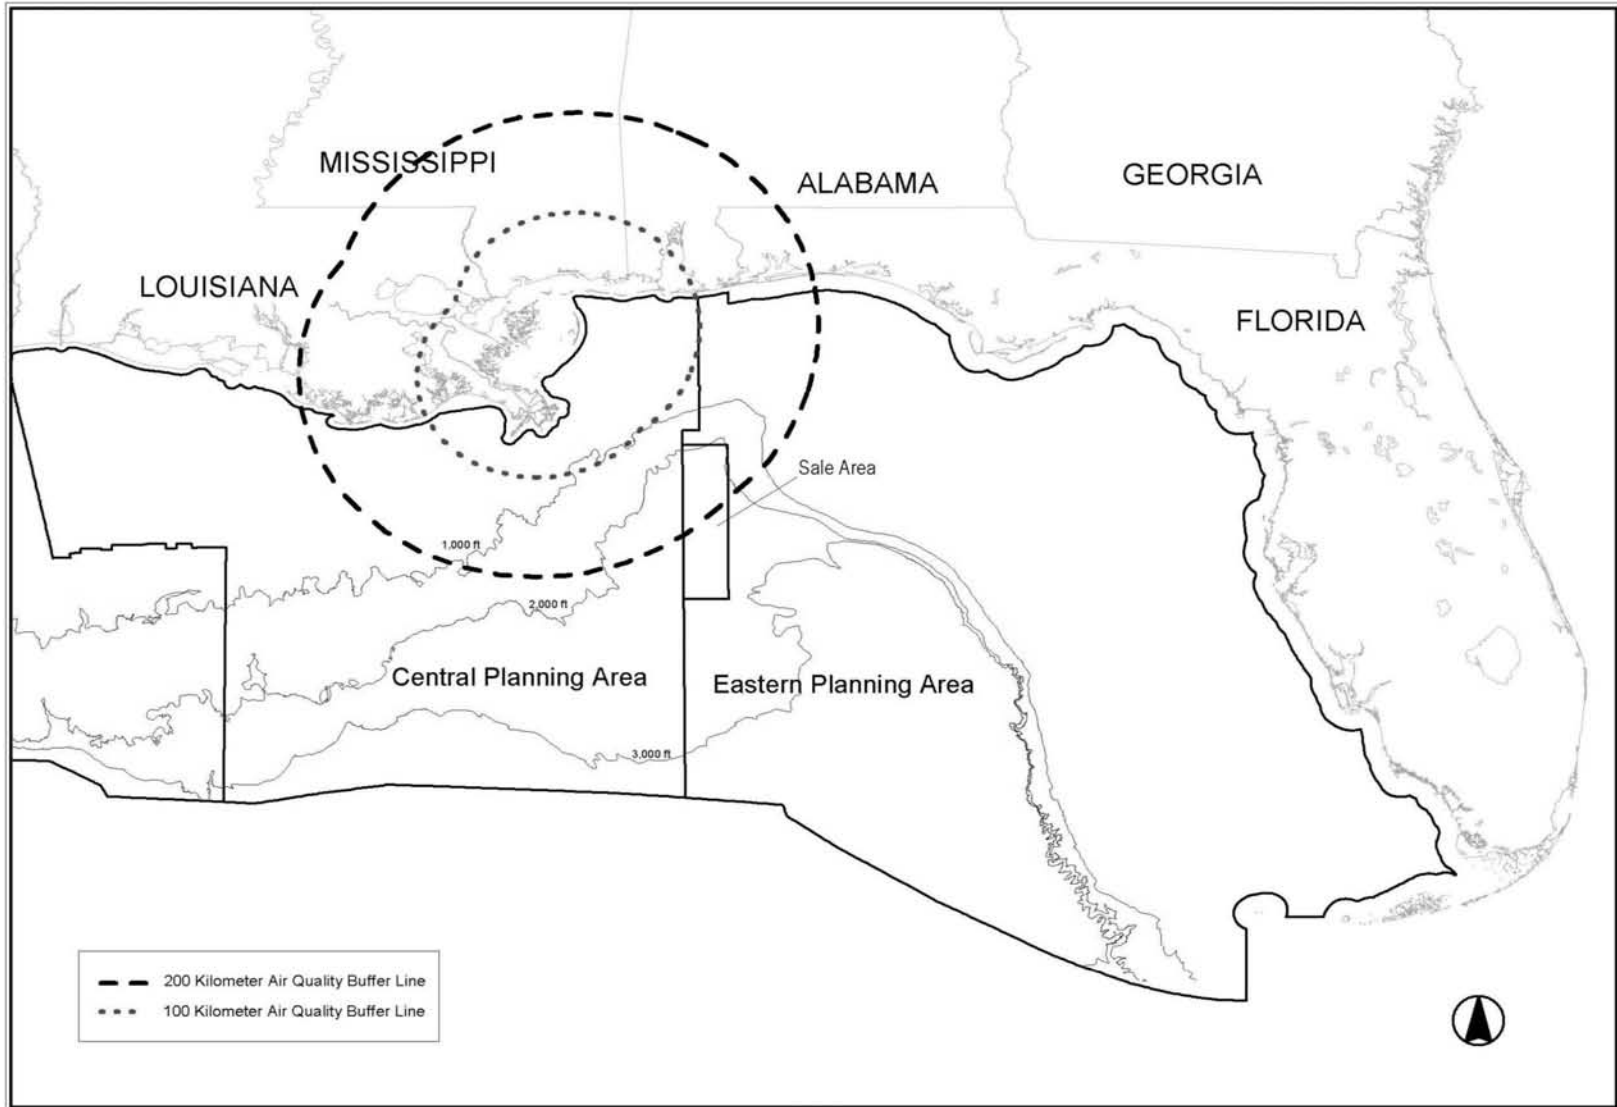 MISSISSIPPI
ALABAMA
GEORGIA
LOUISIANA
FLORIDA
Sale Area
1,000 ft
2,000 ft
Central Planning Area
Eastern Planning Area
3,000 ft
200 Kilometer Air Quality Buffer Line
100 Kilometer Air Quality Buffer Line